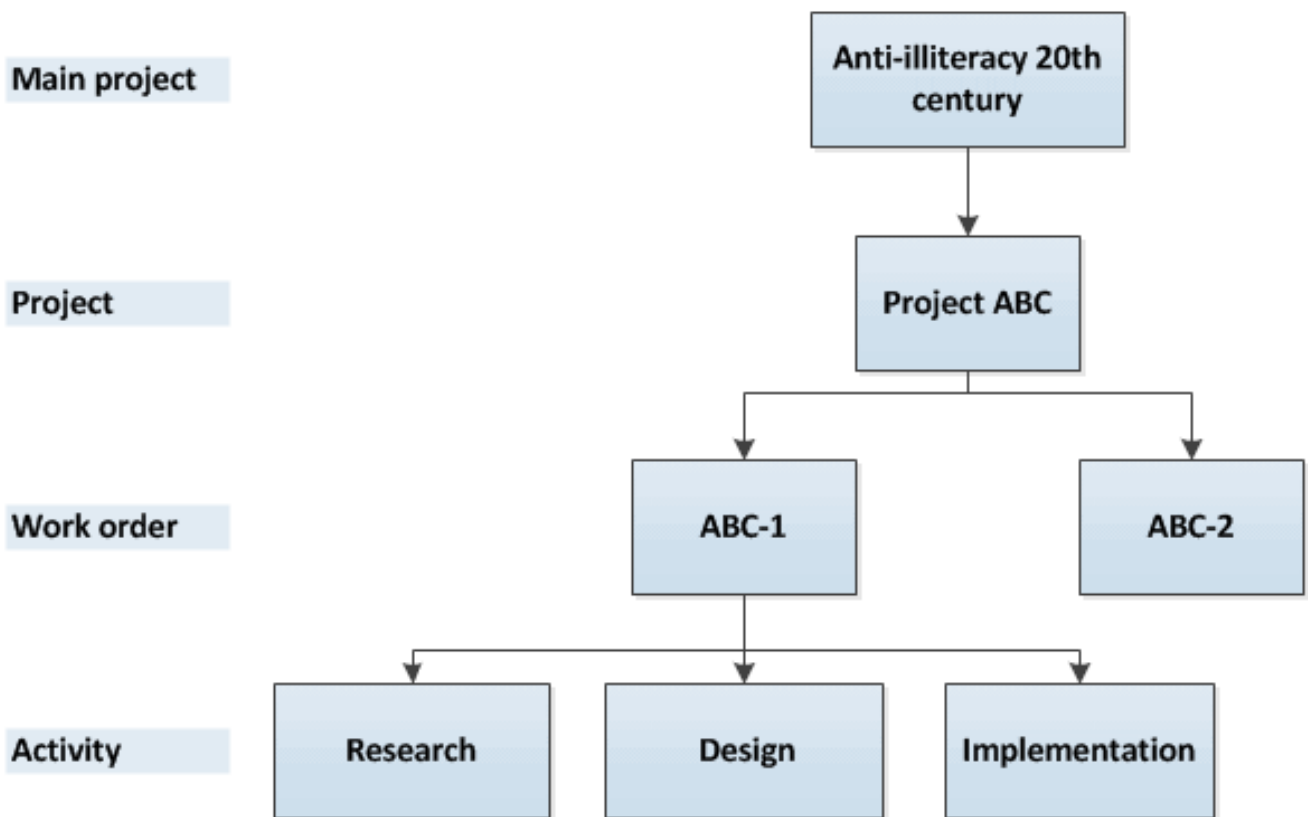 Main project
Anti-illiteracy 20th
century
Project
Project ABC
Work order
ABC-1
ABC-2
Activity
Research
Design
Implementation